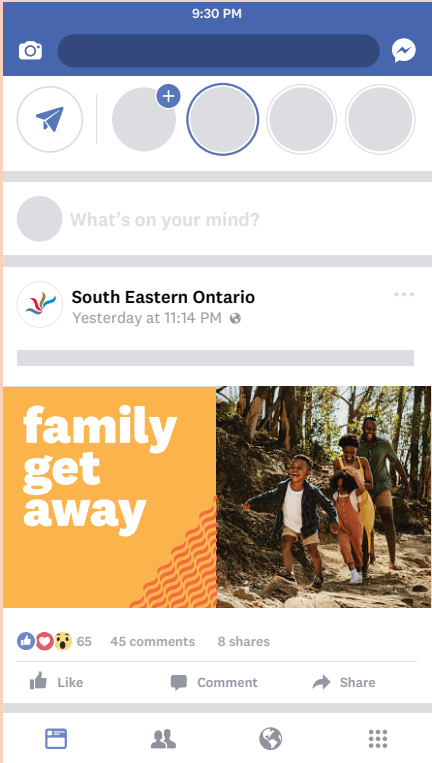 9:30 PM
What's on your mind?
South Eastern Ontario
Yesterday at 11:14 PM
family
get
away
65 45 comments 8 shares
Like Comment Share